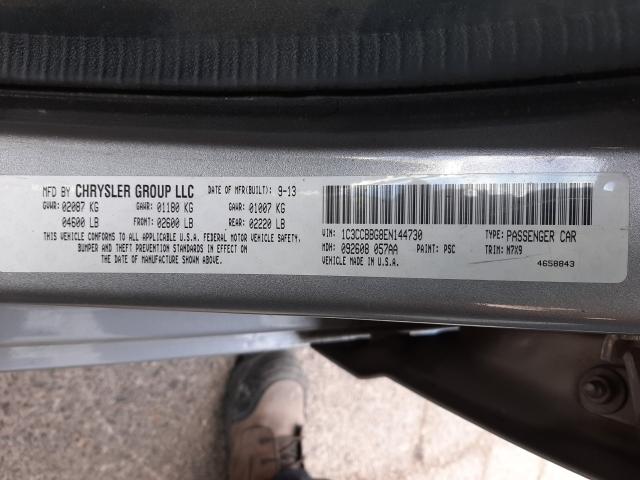 MFD BY CHRYSLER GROUP LLC DATE OF MFR(BUILT): 9-13
GVWR: 02087 KG GAWR: 01180 KG GAWR: 01007 KG
04600 LB FRONT: 02600 LB REAR: 02220 LB
THIS VEHICLE CONFORMS TO ALL APPLICABLE U.S.A. FEDERAL MOTOR VEHICLE SAFETY,
BUMPER AND THEFT PREVENTION STANDARDS IN EFFECT ON
THE DATE OF MANUFACTURE SHOWN ABOVE.
VIN: 1C3CCBBG8EN144730 TYPE: PASSENGER CAR
MDH: 092608 057AA PAINT: PSC TRIM: M7X9
VEHICLE MADE IN U.S.A. 4658843